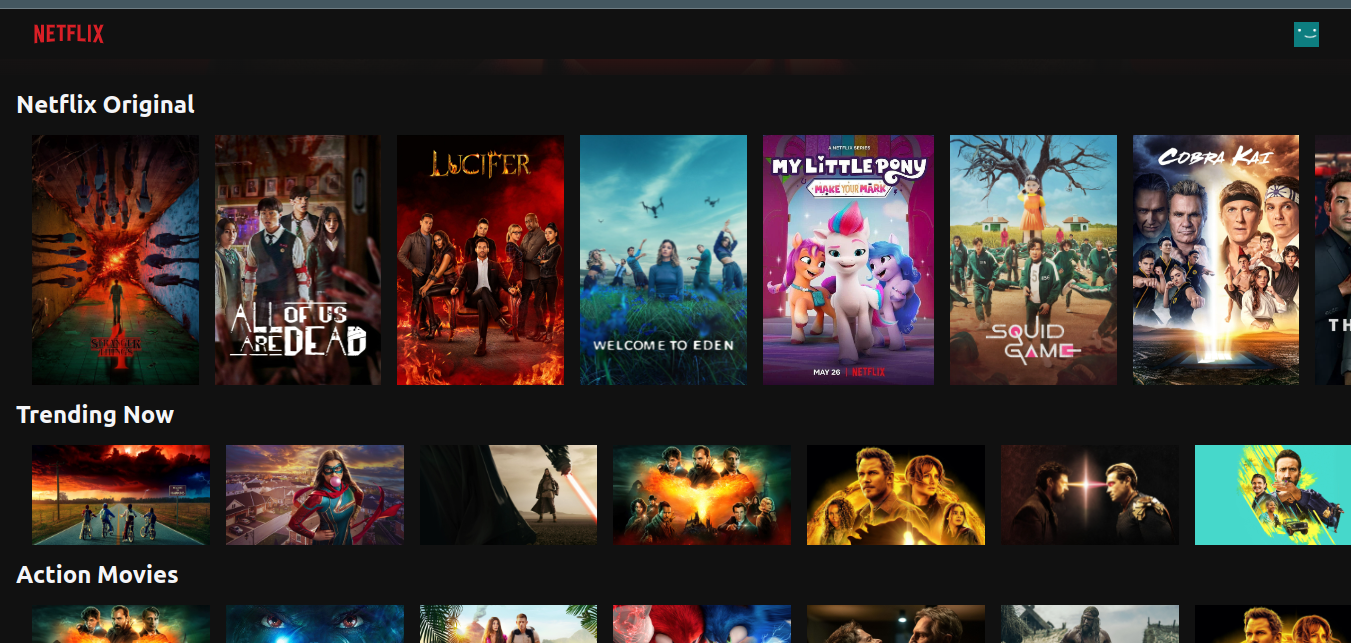 NETFLIX
Netflix Original
STRANGER
THINGS
4
ALL OF US
ARE DEAD
LUCIFER
WELCOME TO EDEN
A NETFLIX SERIES
MY LITTLE PONY
MAKE YOUR MARK
MAY 26 | NETFLIX
SQUID
GAME
COBRA KAI
TH
Trending Now
Action Movies